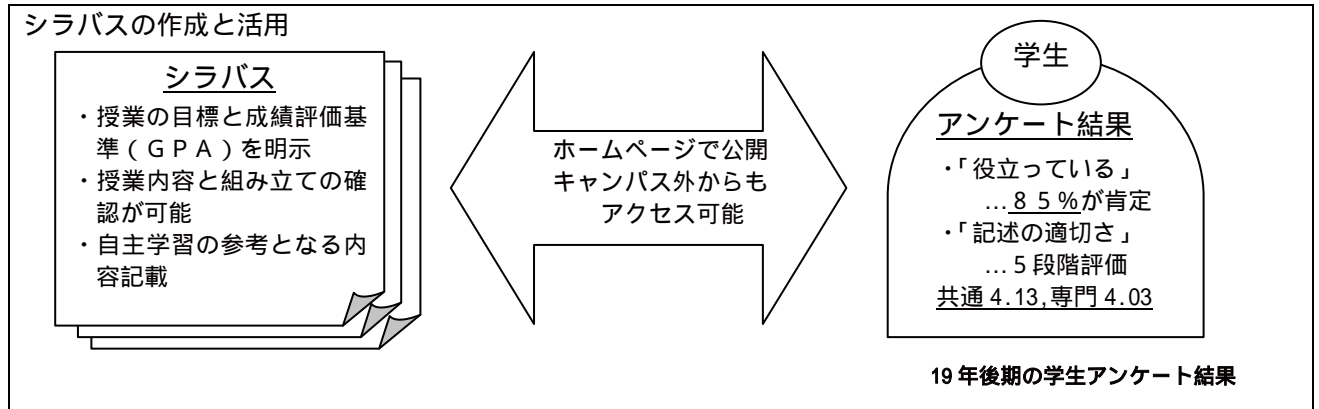 シラバスの作成と活用
シラバス
・授業の目標と成績評価基
準(GPA)を明示
・授業内容と組み立ての確
認が可能
・自主学習の参考となる内
容記載
ホームページで公開
キャンパス外からも
アクセス可能
学生
アンケート結果
・「役立っている」
…85%が肯定
・「記述の適切さ」
…5段階評価
共通4.13,専門4.03
19年後期の学生アンケート結果